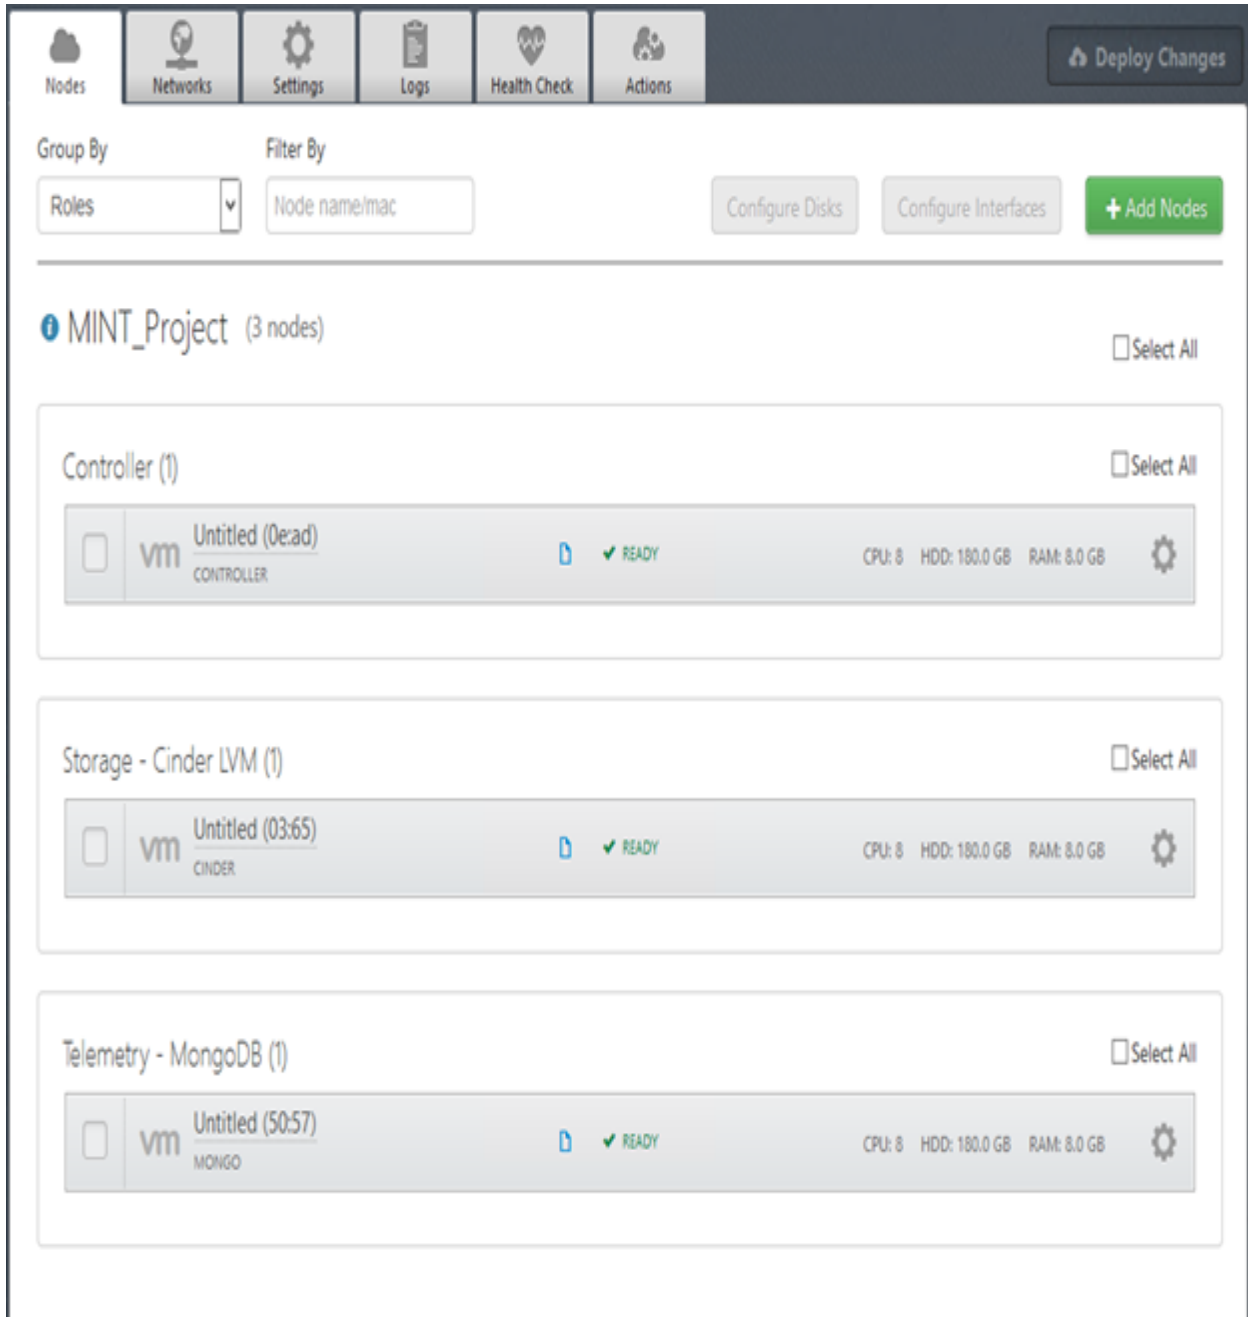 Nodes Networks Settings Logs Health Check Actions Deploy Changes
Group By Filter By
Roles Node name/mac Configure Disks Configure Interfaces + Add Nodes
MINT_Project (3 nodes)
Select All
Controller (1) Select All
vm Untitled (0e:ad) READY CPU: 8 HDD: 180.0 GB RAM: 8.0 GB
CONTROLLER
Storage - Cinder LVM (1) Select All
vm Untitled (03:65) READY CPU: 8 HDD: 180.0 GB RAM: 8.0 GB
CINDER
Telemetry - MongoDB (1) Select All
vm Untitled (50:57) READY CPU: 8 HDD: 180.0 GB RAM: 8.0 GB
MONGO